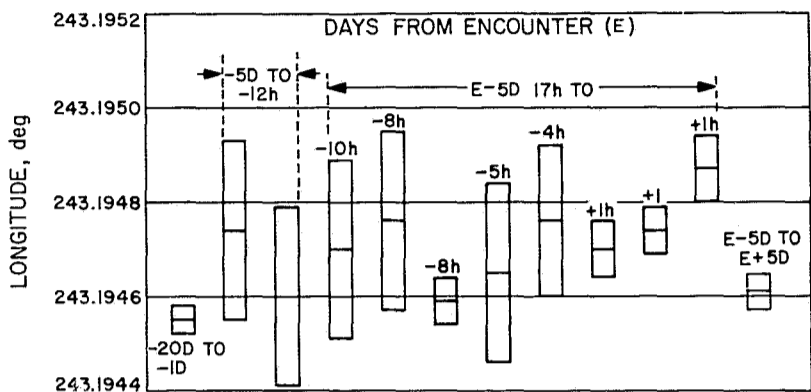 DAYS FROM ENCOUNTER (E)
243.1952
243.1950
243.1948
243.1946
243.1944
LONGITUDE, deg
-5D TO
-12h
E-5D 17h TO
-10h
-8h
-8h
-5h
-4h
+1h
+1
+1h
-20D TO
-1D
E-5D TO
E+5D